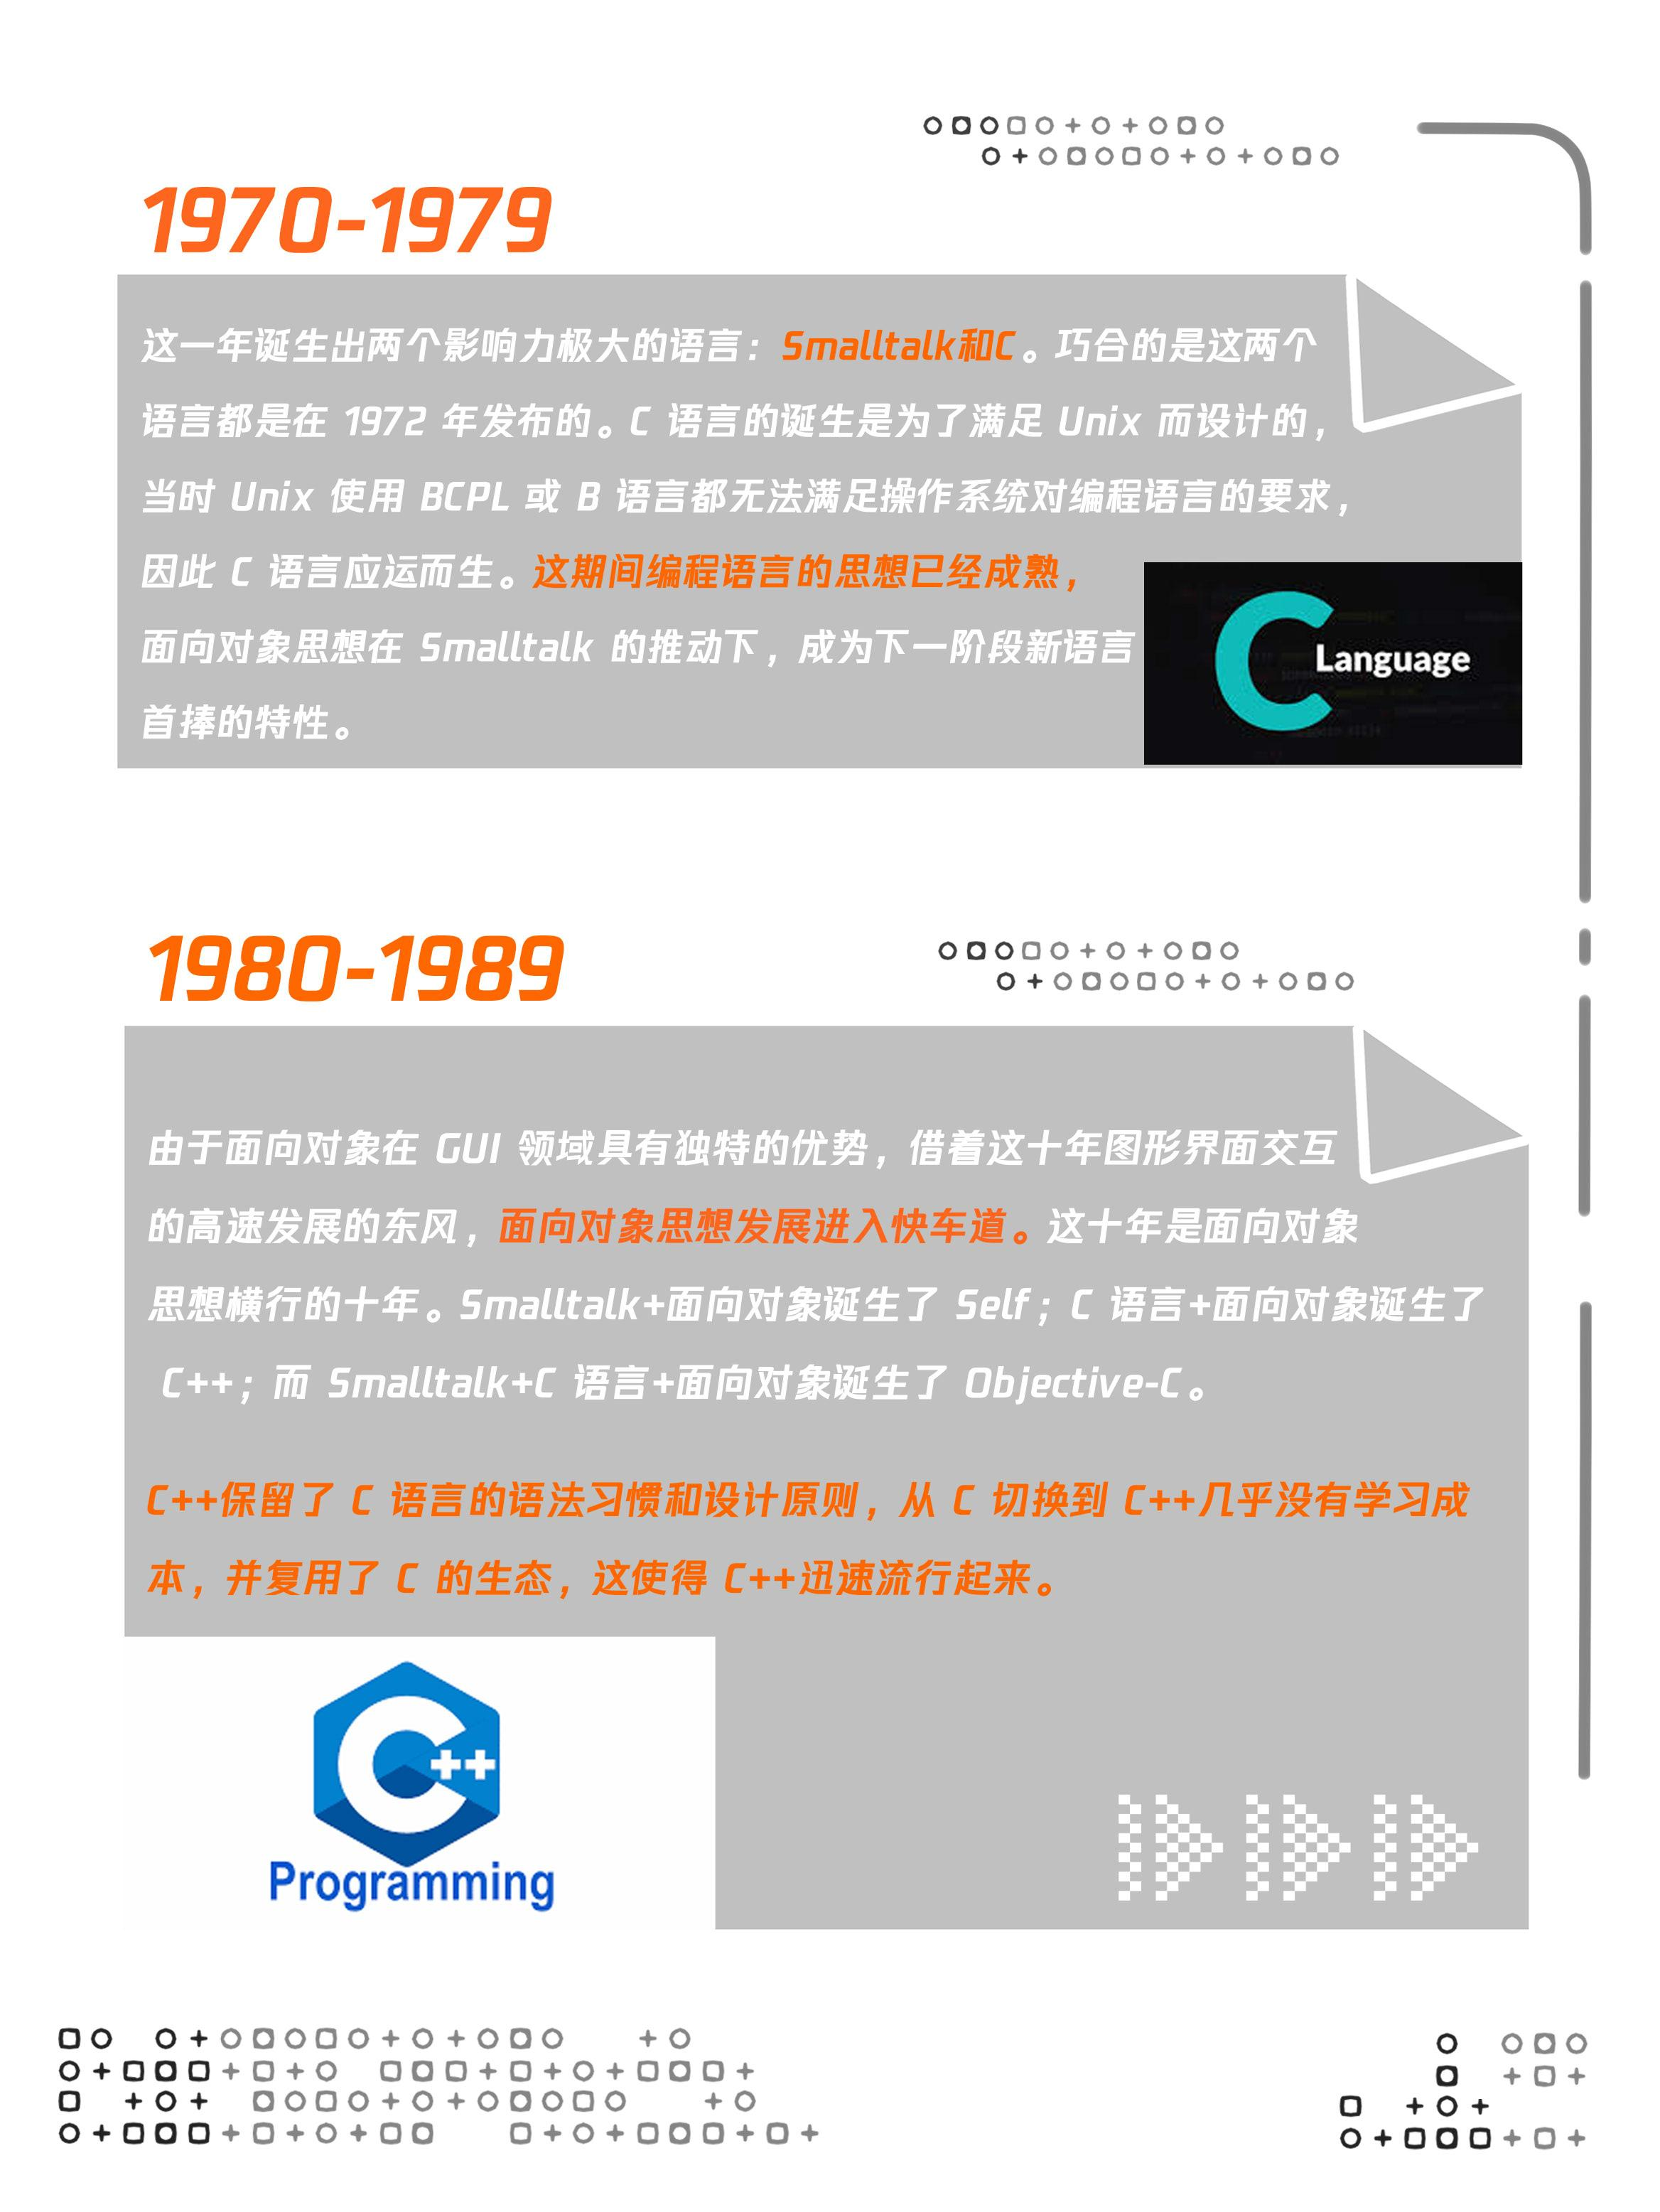 1970-1979
这一年诞生出两个影响力极大的语言：Smalltalk和C。巧合的是这两个
语言都是在 1972 年发布的。C 语言的诞生是为了满足 Unix 而设计的，
当时 Unix 使用 BCPL 或 B 语言都无法满足操作系统对编程语言的要求，
因此 C 语言应运而生。这期间编程语言的思想已经成熟，
面向对象思想在 Smalltalk 的推动下，成为下一阶段新语言
首捧的特性。
C Language
1980-1989
由于面向对象在 GUI 领域具有独特的优势，借着这十年图形界面交互
的高速发展的东风，面向对象思想发展进入快车道。这十年是面向对象
思想横行的十年。Smalltalk+面向对象诞生了 Self；C 语言+面向对象诞生了
C++；而 Smalltalk+C 语言+面向对象诞生了 Objective-C。
C++保留了 C 语言的语法习惯和设计原则，从 C 切换到 C++几乎没有学习成
本，并复用了 C 的生态，这使得 C++迅速流行起来。
C++
Programming